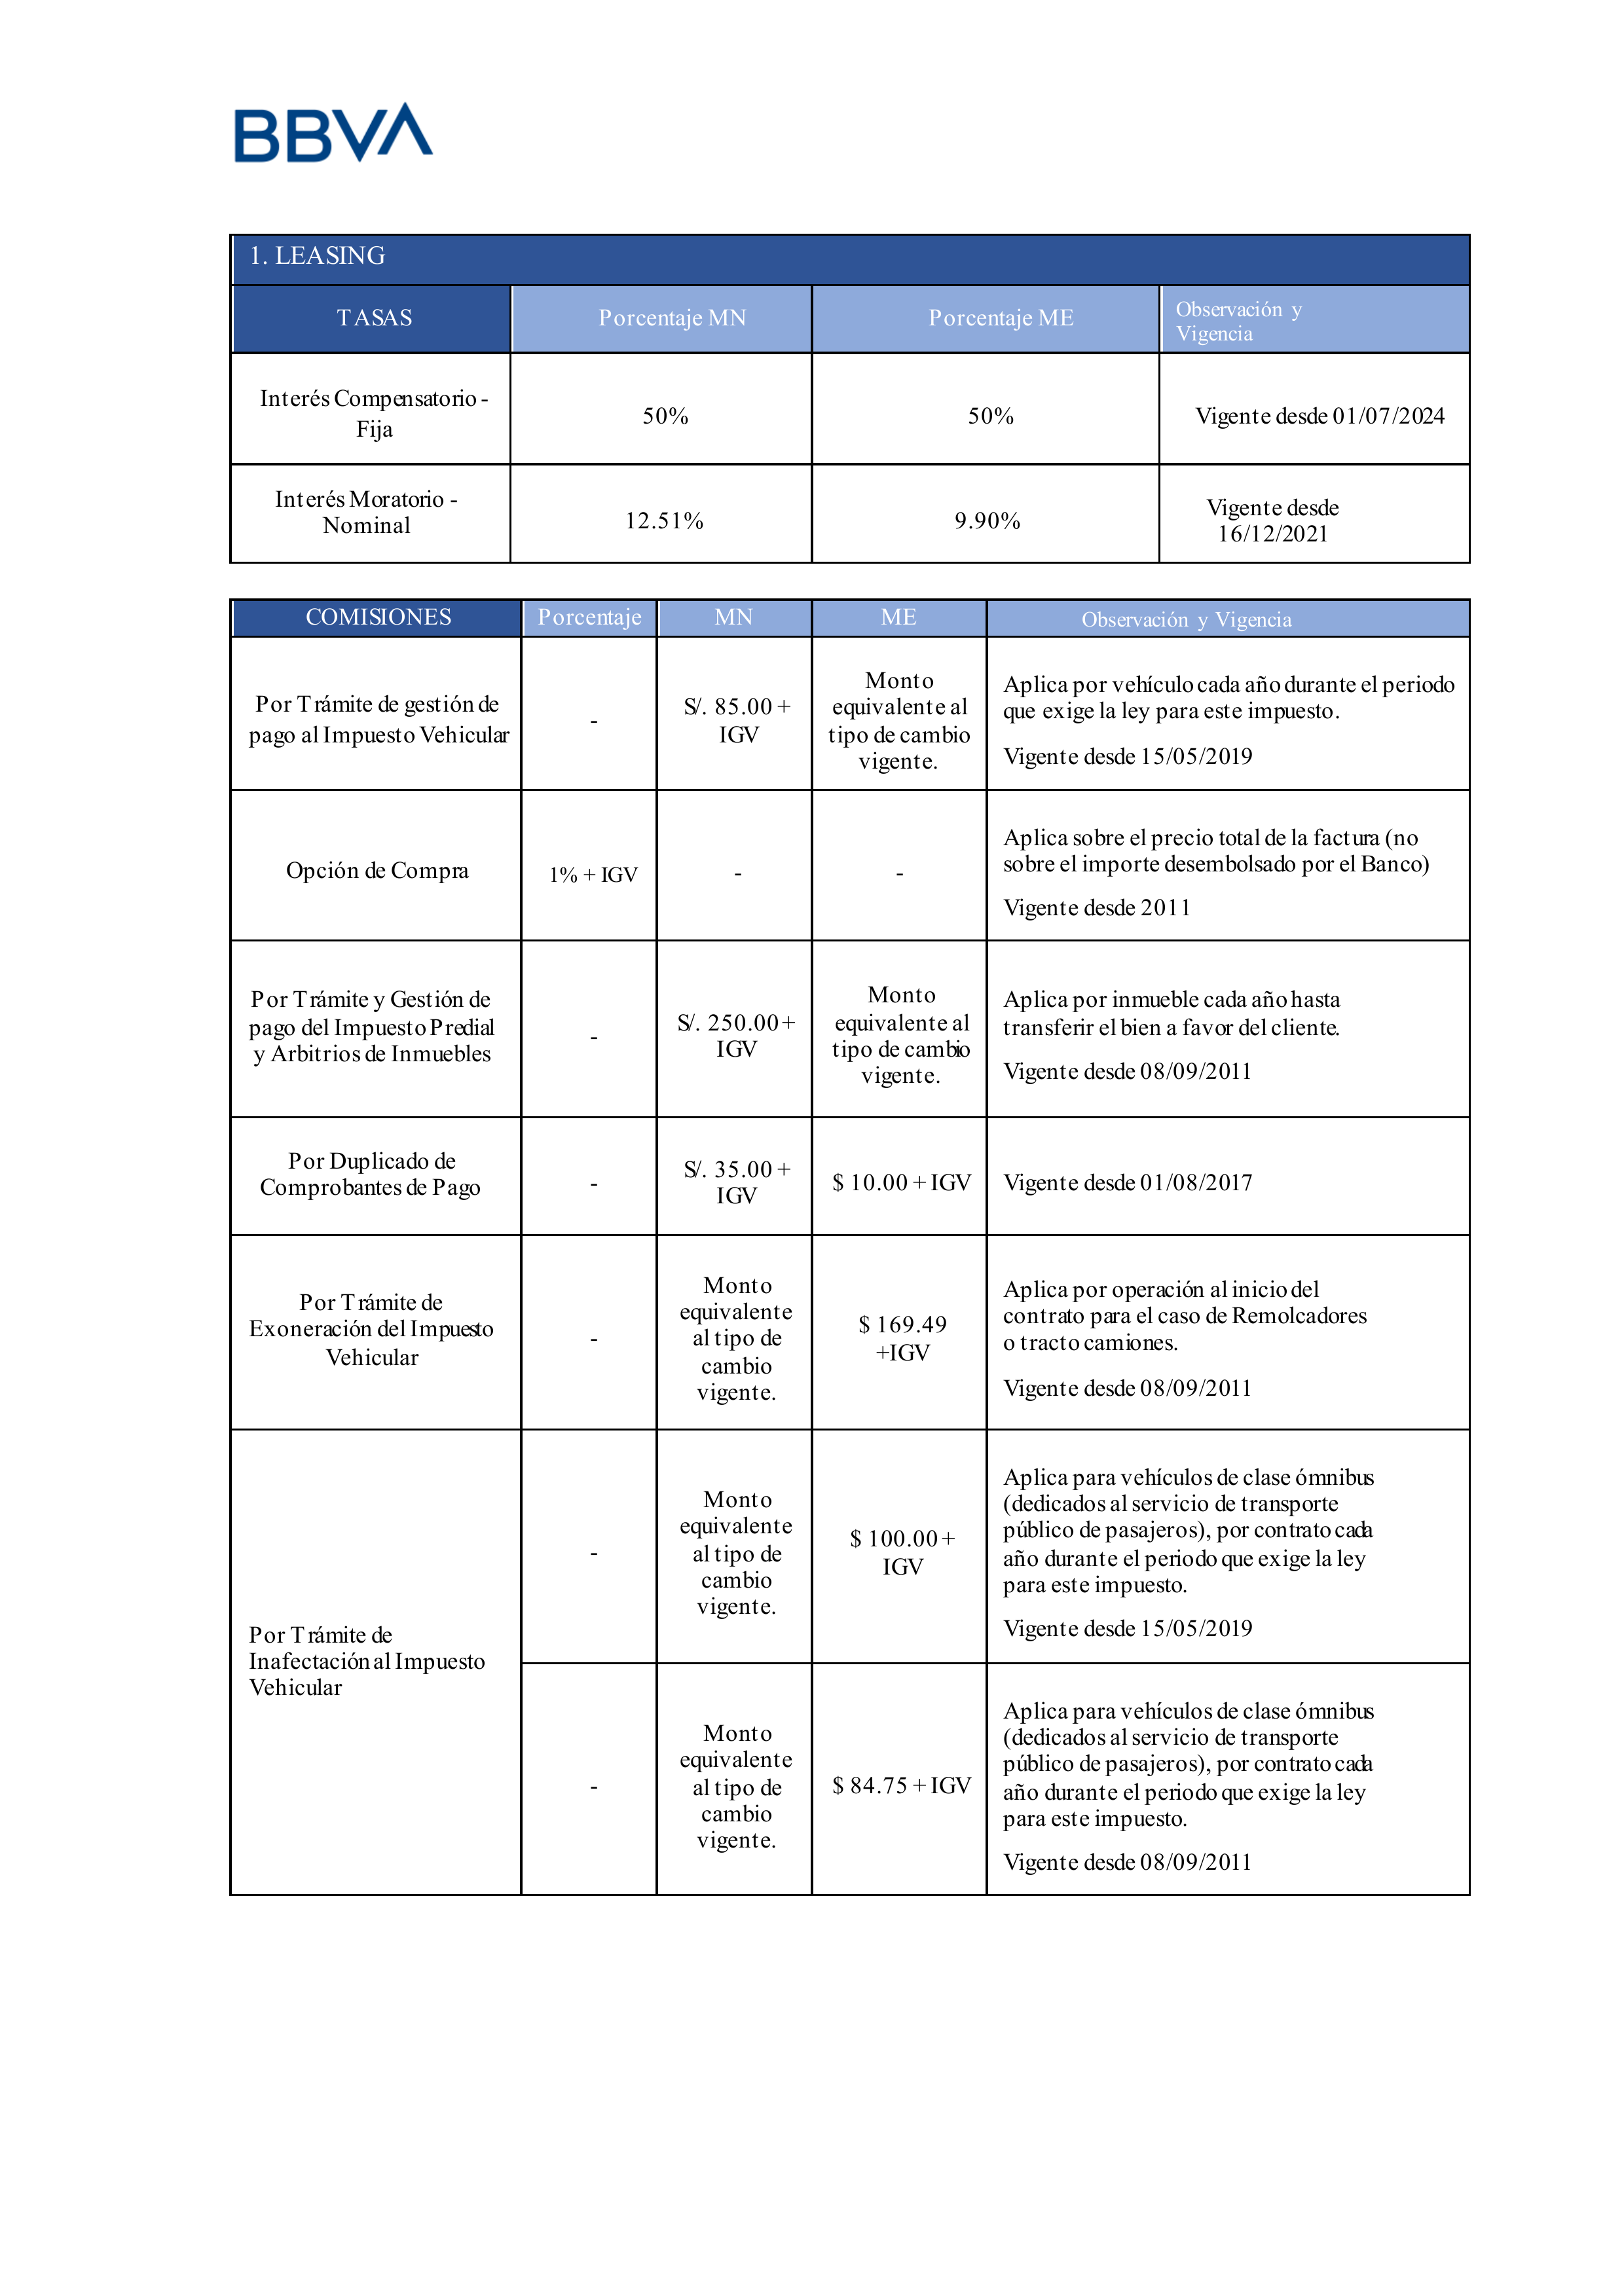 BBVA
1. LEASING
TASAS
Porcentaje MN
Porcentaje ME
Observación y
Vigencia
Interés Compensatorio -
Fija
50%
50%
Vigente desde 01/07/2024
Interés Moratorio -
Nominal
12.51%
9.90%
Vigente desde
16/12/2021
COMISIONES
Porcentaje
MN
ME
Observación y Vigencia
Por Trámite de gestión de
pago al Impuesto Vehicular
-
S/. 85.00 +
IGV
Monto
equivalente al
tipo de cambio
vigente.
Aplica por vehículo cada año durante el periodo
que exige la ley para este impuesto.
Vigente desde 15/05/2019
Opción de Compra
1% + IGV
-
-
Aplica sobre el precio total de la factura (no
sobre el importe desembolsado por el Banco)
Vigente desde 2011
Por Trámite y Gestión de
pago del Impuesto Predial
y Arbitrios de Inmuebles
-
S/. 250.00 +
IGV
Monto
equivalente al
tipo de cambio
vigente.
Aplica por inmueble cada año hasta
transferir el bien a favor del cliente.
Vigente desde 08/09/2011
Por Duplicado de
Comprobantes de Pago
-
S/. 35.00 +
IGV
$ 10.00 + IGV
Vigente desde 01/08/2017
Por Trámite de
Exoneración del Impuesto
Vehicular
-
Monto
equivalente
al tipo de
cambio
vigente.
$ 169.49
+IGV
Aplica por operación al inicio del
contrato para el caso de Remolcadores
o tracto camiones.
Vigente desde 08/09/2011
Por Trámite de
Inafectación al Impuesto
Vehicular
-
Monto
equivalente
al tipo de
cambio
vigente.
$ 100.00 +
IGV
Aplica para vehículos de clase ómnibus
(dedicados al servicio de transporte
público de pasajeros), por contrato cada
año durante el periodo que exige la ley
para este impuesto.
Vigente desde 15/05/2019
-
Monto
equivalente
al tipo de
cambio
vigente.
$ 84.75 + IGV
Aplica para vehículos de clase ómnibus
(dedicados al servicio de transporte
público de pasajeros), por contrato cada
año durante el periodo que exige la ley
para este impuesto.
Vigente desde 08/09/2011